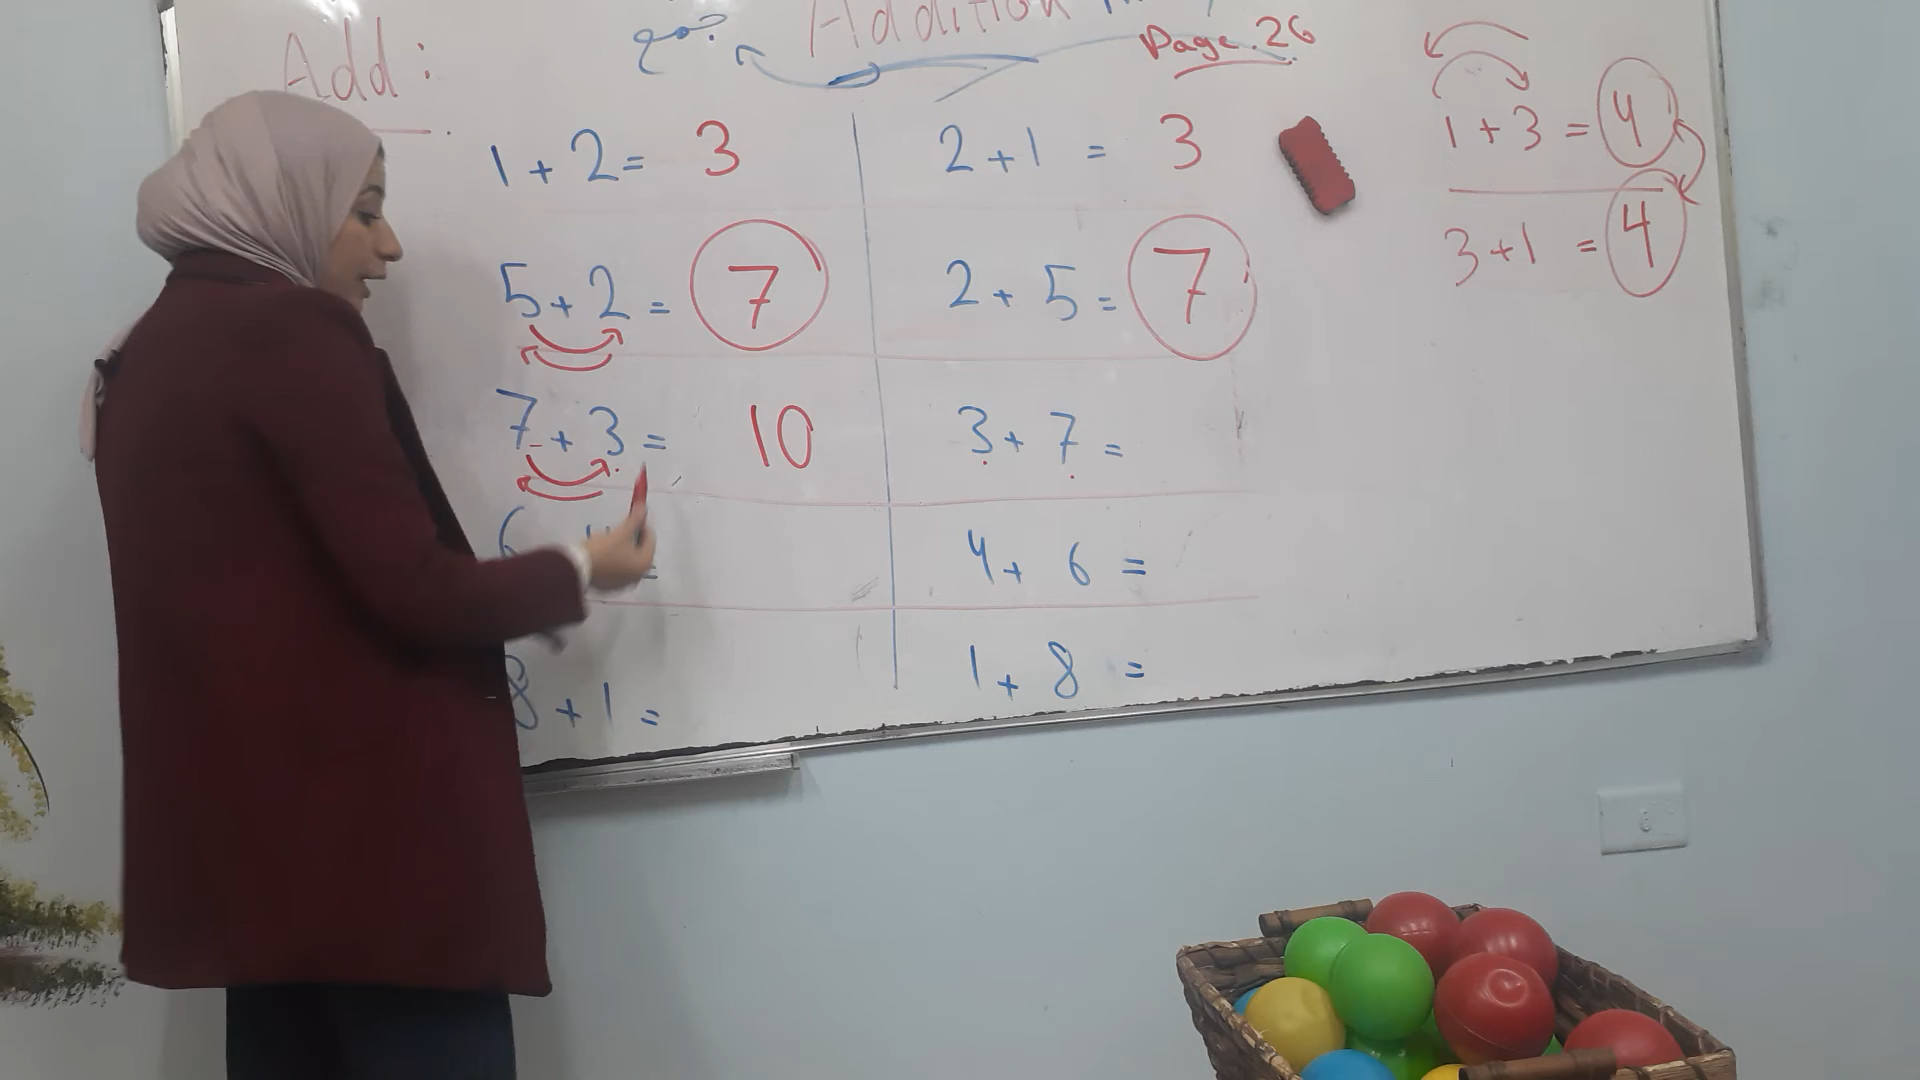 جمع
Addition
Page.26
Add:
1 + 2 = 3
2 + 1 = 3
5 + 2 = 7
2 + 5 = 7
7 + 3 = 10
3 + 7 =
4 + 6 =
8 + 1 =
1 + 8 =
1 + 3 = 4
3 + 1 = 4